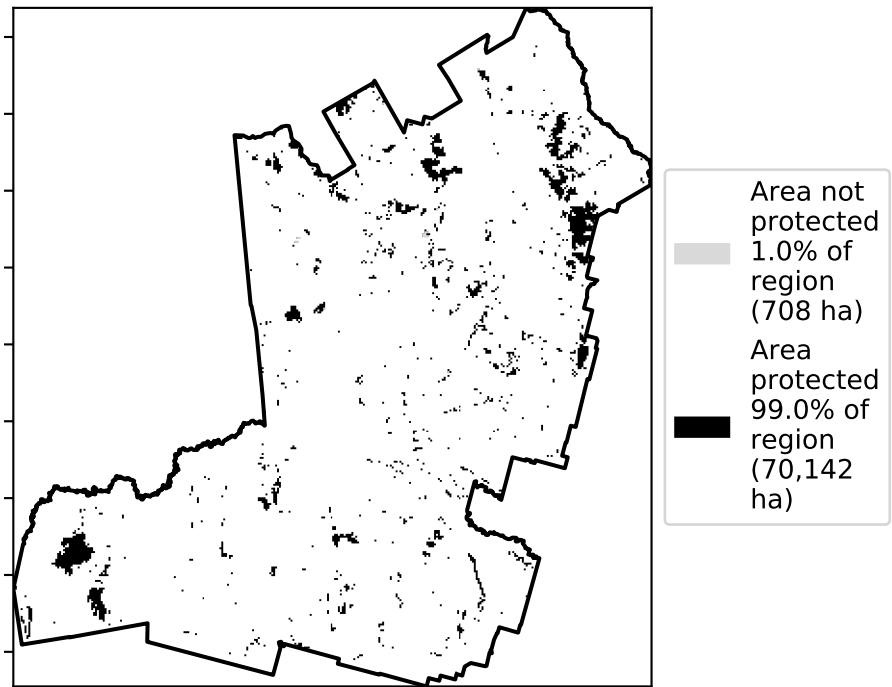 Area not
protected
1.0% of
region
(708 ha)
Area
protected
99.0% of
region
(70,142
ha)